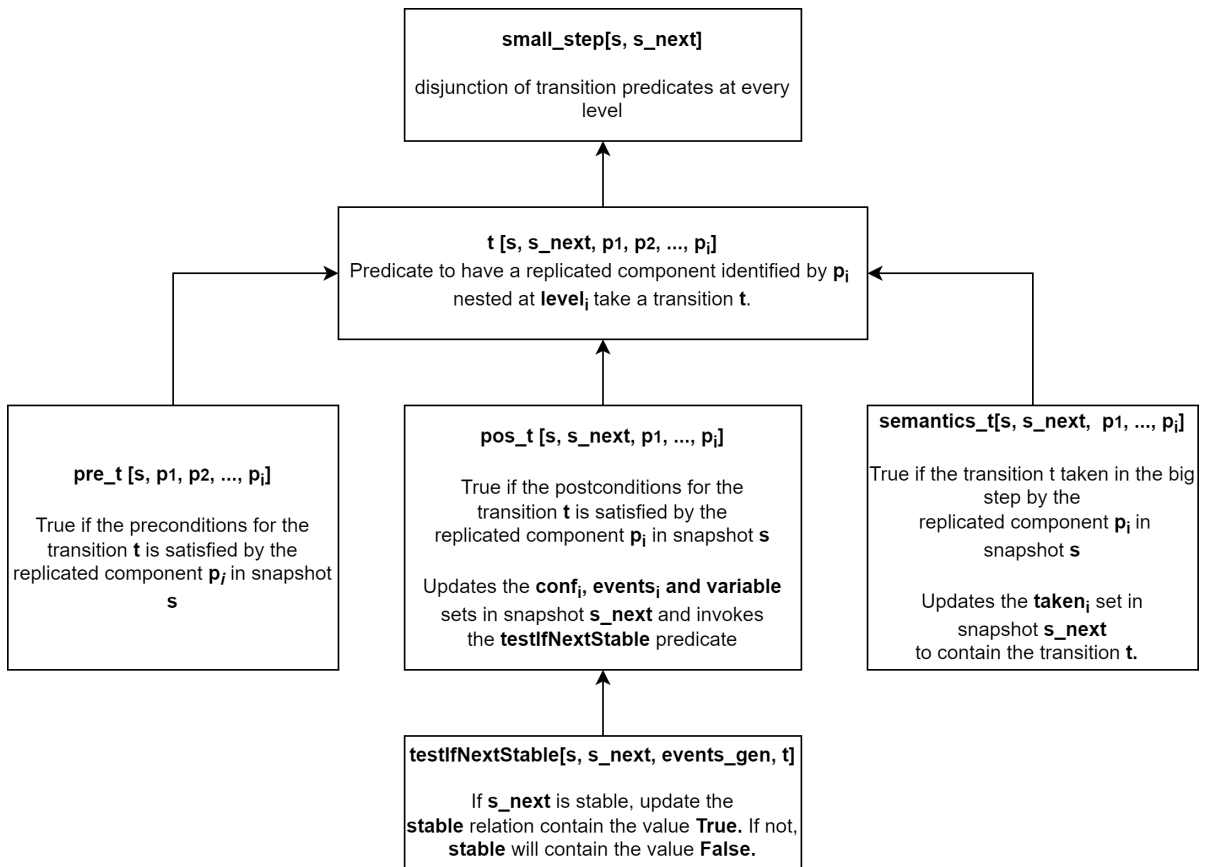 small_step[s, s_next]
disjunction of transition predicates at every
level
t [s, s_next, p1, p2, ..., pi]
Predicate to have a replicated component identified by pi
nested at leveli take a transition t.
pre_t [s, p1, p2, ..., pi]
True if the preconditions for the
transition t is satisfied by the
replicated component pi in snapshot
s
pos_t [s, s_next, p1, ..., pi]
True if the postconditions for the
transition t is satisfied by the
replicated component pi in snapshot s
Updates the confi, eventsi and variable
sets in snapshot s_next and invokes
the testIfNextStable predicate
semantics_t[s, s_next, p1, ..., pi]
True if the transition t taken in the big
step by the
replicated component pi in
snapshot s
Updates the takeni set in
snapshot s_next
to contain the transition t.
testIfNextStable[s, s_next, events_gen, t]
If s_next is stable, update the
stable relation contain the value True. If not,
stable will contain the value False.